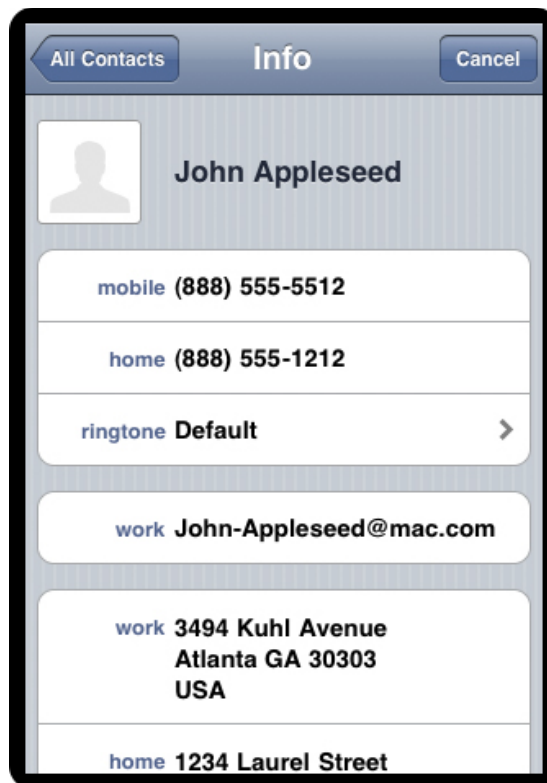 All Contacts Info Cancel
John Appleseed
mobile (888) 555-5512
home (888) 555-1212
ringtone Default
work John-Appleseed@mac.com
work 3494 Kuhl Avenue
Atlanta GA 30303
USA
home 1234 Laurel Street